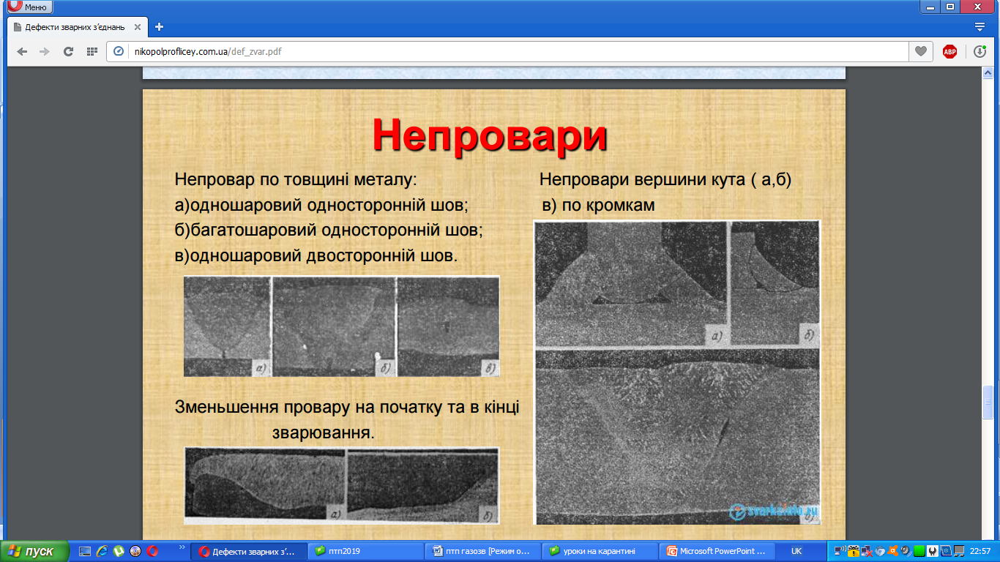 Меню
Дефекти зварних з'єднань
nikopolproflicey.com.ua/def_zvar.pdf
ABP
Непровари
Непровар по товщині металу:
а)одношаровий односторонній шов;
б)багатошаровий односторонній шов;
в)одношаровий двосторонній шов.
а)
б)
в)
Зменьшення провару на початку та в кінці
зварювання.
а)
б)
Непровари вершини кута ( а,б)
в) по кромкам
а)
б)
в)
svarkainfo.ru
пуск
Дефекти зварних з'є...
птп2019
птп газозв [Режим о...
уроки на карантині
Microsoft PowerPoint ...
UK
22:57